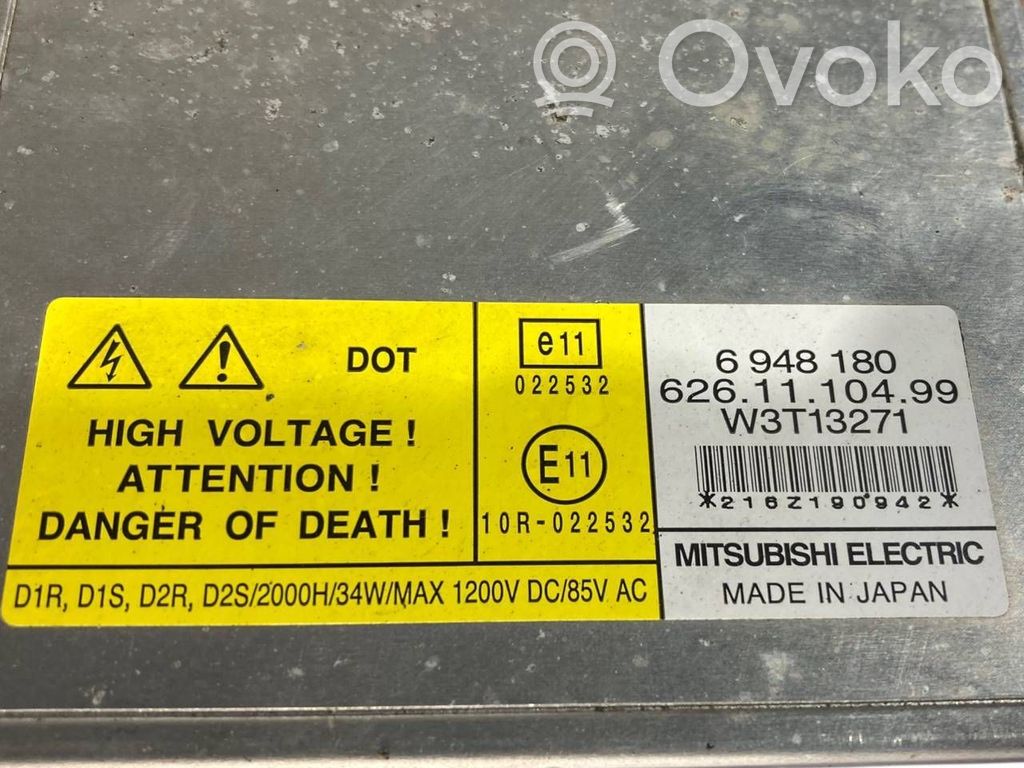 Ovoko
DOT
HIGH VOLTAGE !
ATTENTION !
DANGER OF DEATH !
e11
022532
E11
10R-022532
D1R, D1S, D2R, D2S/2000H/34W/MAX 1200V DC/85V AC
6 948 180
626.11.104.99
W3T13271
*216Z190942*
MITSUBISHI ELECTRIC
MADE IN JAPAN